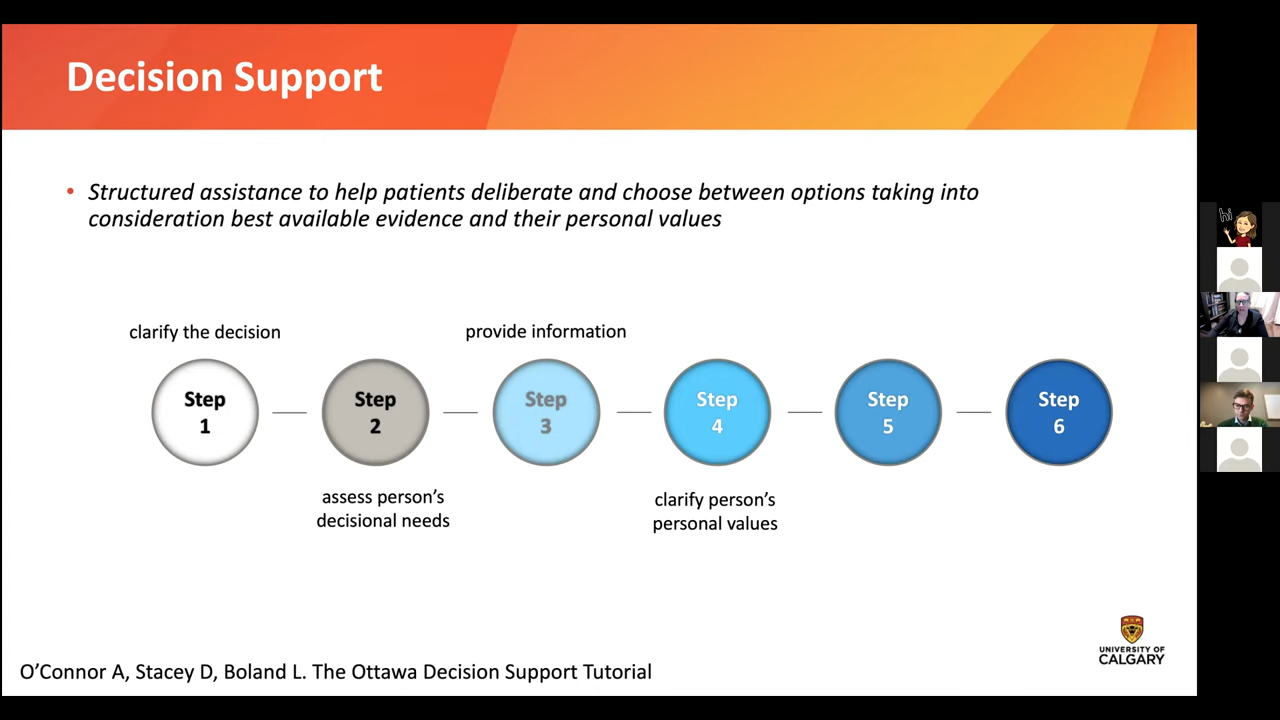 Decision Support
• Structured assistance to help patients deliberate and choose between options taking into
consideration best available evidence and their personal values
clarify the decision
provide information
Step
1
Step
2
Step
3
Step
4
Step
5
Step
6
assess person’s
decisional needs
clarify person’s
personal values
O’Connor A, Stacey D, Boland L. The Ottawa Decision Support Tutorial
UNIVERSITY OF
CALGARY
hi